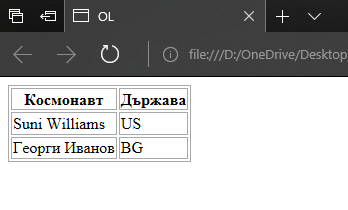 OL
file:///D:/OneDrive/Desktop
Космонавт Държава
Suni Williams US
Георги Иванов BG